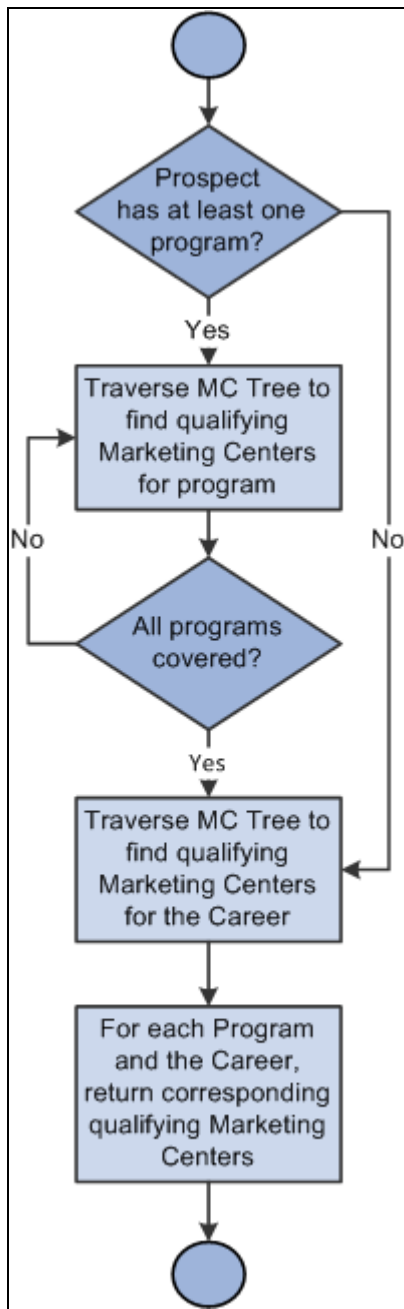 Prospect
has at least one
program?
Yes
Traverse MC Tree to
find qualifying
Marketing Centers
for program
No
No
All programs
covered?
Yes
Traverse MC Tree to
find qualifying
Marketing Centers
for the Career
For each Program
and the Career,
return corresponding
qualifying Marketing
Centers